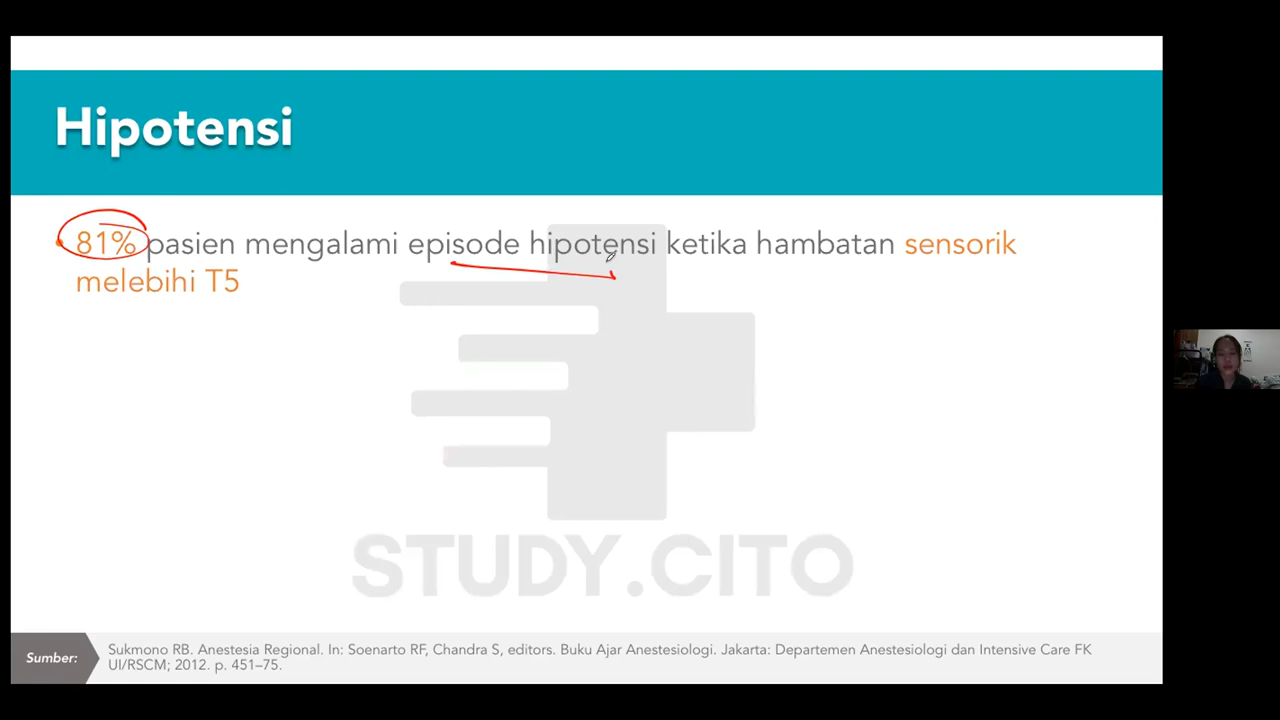 Hipotensi
• 81% pasien mengalami episode hipotensi ketika hambatan sensorik
melebihi T5
STUDY.CITO
Sumber:
Sukmono RB. Anestesia Regional. In: Soenarto RF, Chandra S, editors. Buku Ajar Anestesiologi. Jakarta: Departemen Anestesiologi dan Intensive Care FK
UI/RSCM; 2012. p. 451–75.